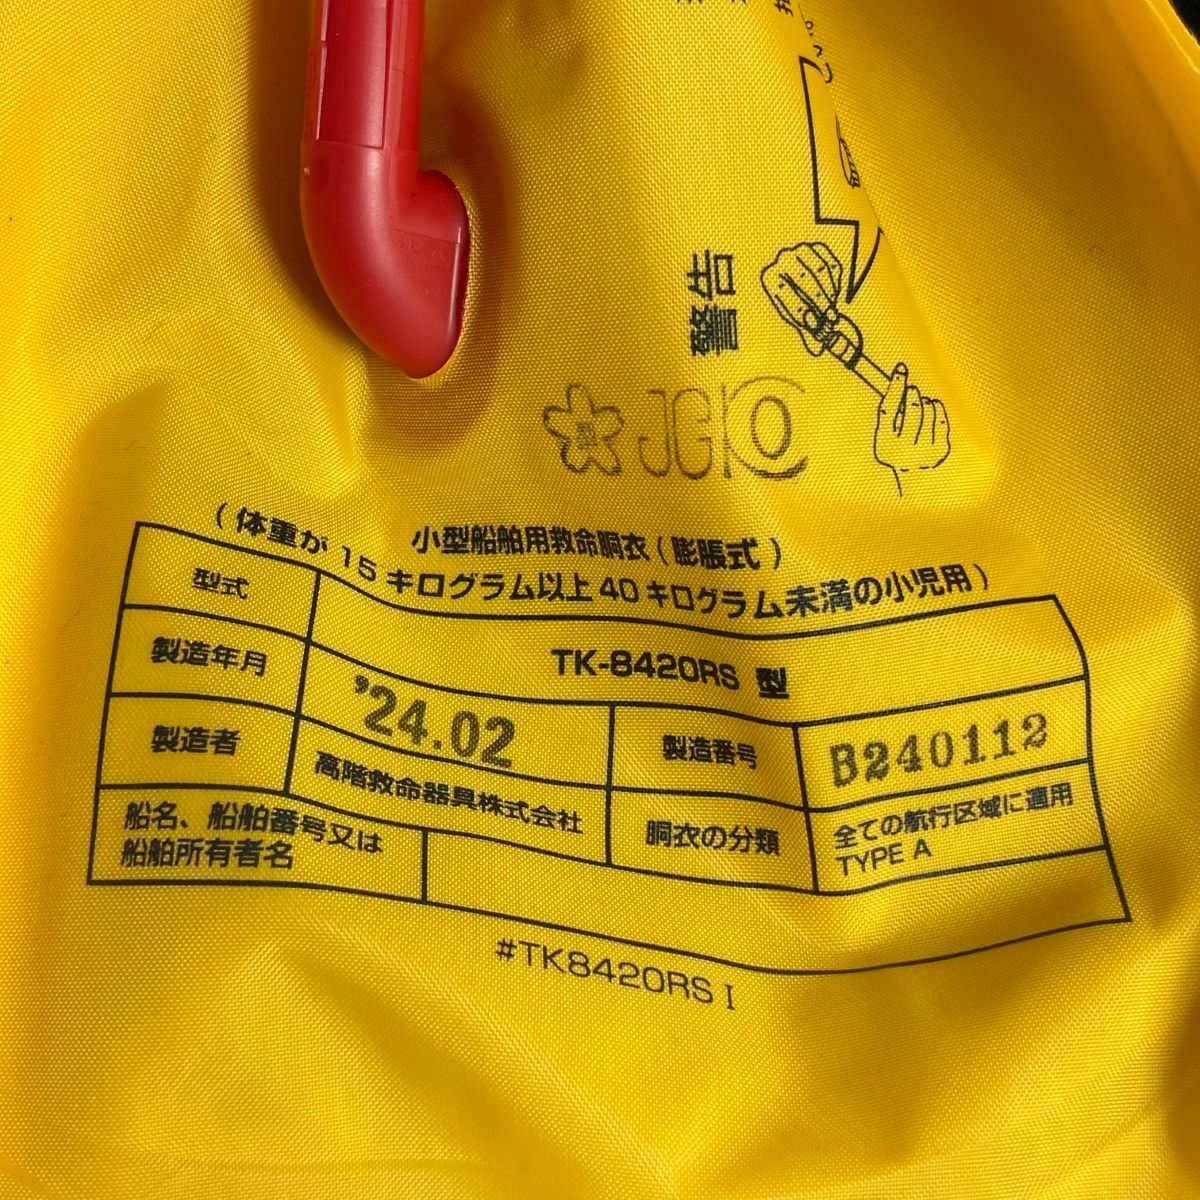 警告
桜 JCI
小型船舶用救命胴衣(膨脹式)
(体重が15キログラム以上40キログラム未満の小児用)
型式 TK-8420RS 型
製造年月 '24.02 製造番号 B240112
製造者 高階救命器具株式会社 胴衣の分類 全ての航行区域に適用
TYPE A
船名、船舶番号又は
船舶所有者名
#TK8420RS I